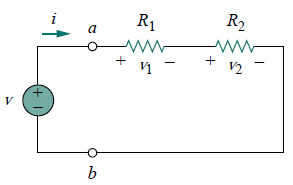 i a R₁ R₂
+ v₁ − + v₂ −
v + −
b